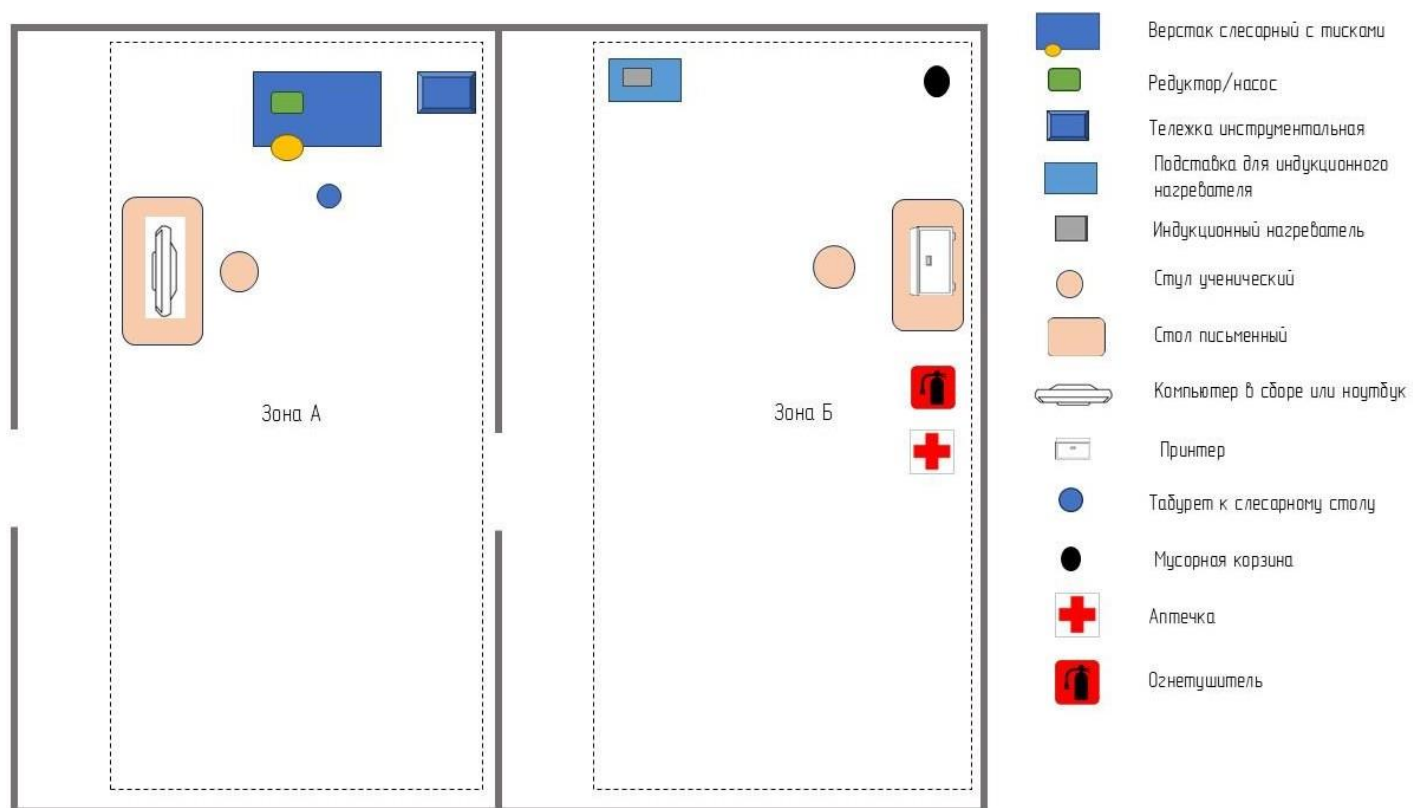 Зона А
Зона Б
Верстак слесарный с тисками
Редуктор/насос
Тележка инструментальная
Подставка для индукционного
нагревателя
Индукционный нагреватель
Стул ученический
Стол письменный
Компьютер в сборе или ноутбук
Принтер
Табурет к слесарному столу
Мусорная корзина
Аптечка
Огнетушитель